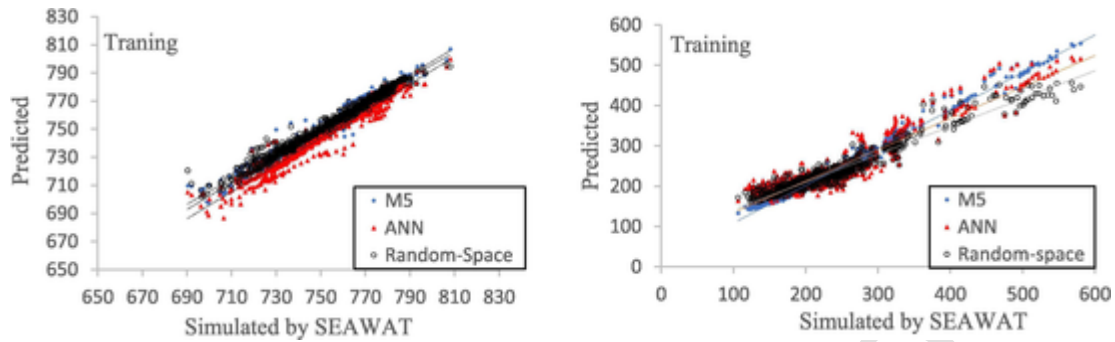 830
810
790
770
750
730
710
690
670
650
Predicted
Traning
M5
ANN
Random-Space
650 670 690 710 730 750 770 790 810 830
Simulated by SEAWAT
600
500
400
300
200
100
0
Predicted
Training
M5
ANN
Random-space
0 100 200 300 400 500 600
Simulated by SEAWAT